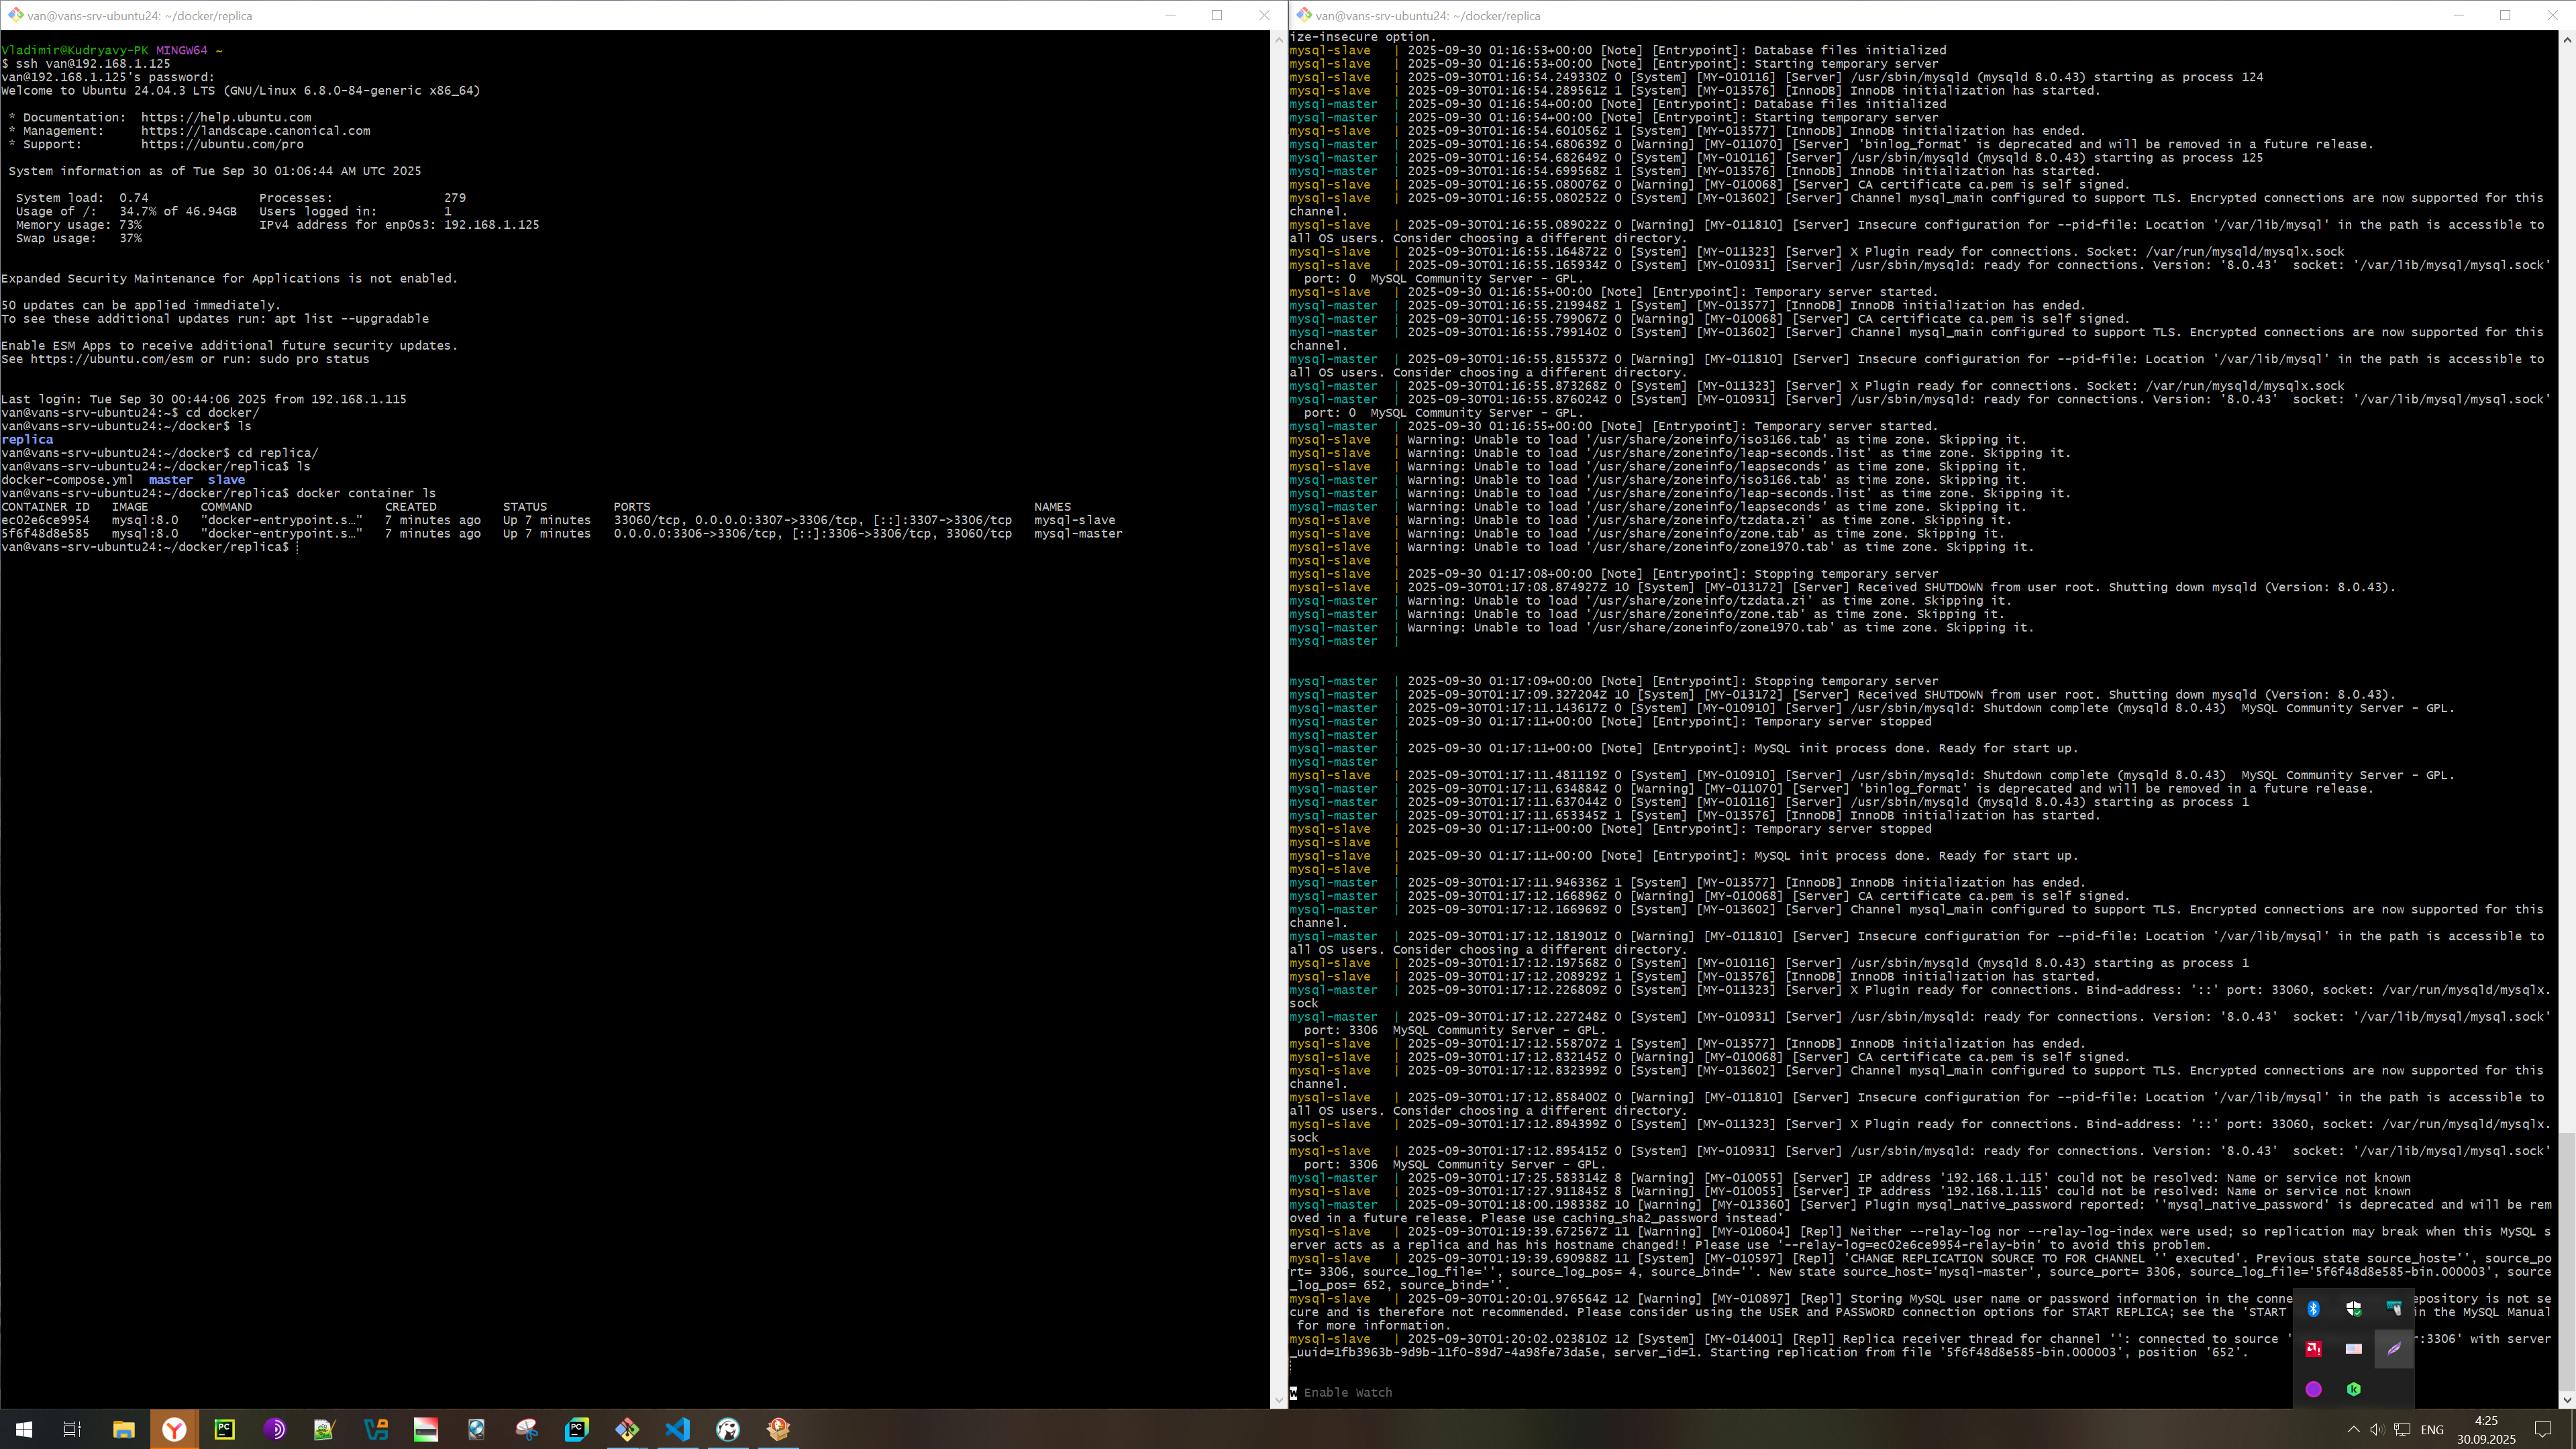 van@vans-srv-ubuntu24: ~/docker/replica
Vladimir@Kudryavy-PK MINGW64 ~
$ ssh van@192.168.1.125
van@192.168.1.125's password:
Welcome to Ubuntu 24.04.3 LTS (GNU/Linux 6.8.0-84-generic x86_64)
* Documentation:  https://help.ubuntu.com
* Management:     https://landscape.canonical.com
* Support:        https://ubuntu.com/pro
System information as of Tue Sep 30 01:06:44 AM UTC 2025
System load:  0.74               Processes:             279
Usage of /:   34.7% of 46.94GB   Users logged in:       1
Memory usage: 73%                IPv4 address for enp0s3: 192.168.1.125
Swap usage:   37%
Expanded Security Maintenance for Applications is not enabled.
50 updates can be applied immediately.
To see these additional updates run: apt list --upgradable
Enable ESM Apps to receive additional future security updates.
See https://ubuntu.com/esm or run: sudo pro status
Last login: Tue Sep 30 00:44:06 2025 from 192.168.1.115
van@vans-srv-ubuntu24:~$ cd docker/
van@vans-srv-ubuntu24:~/docker$ ls
replica
van@vans-srv-ubuntu24:~/docker$ cd replica/
van@vans-srv-ubuntu24:~/docker/replica$ ls
docker-compose.yml  master  slave
van@vans-srv-ubuntu24:~/docker/replica$ docker container ls
CONTAINER ID   IMAGE       COMMAND                  CREATED         STATUS         PORTS                                                    NAMES
ec02e6ce9954   mysql:8.0   "docker-entrypoint.s…"   7 minutes ago   Up 7 minutes   33060/tcp, 0.0.0.0:3307->3306/tcp, [::]:3307->3306/tcp   mysql-slave
5f6f48d8e585   mysql:8.0   "docker-entrypoint.s…"   7 minutes ago   Up 7 minutes   0.0.0.0:3306->3306/tcp, [::]:3306->3306/tcp, 33060/tcp   mysql-master
van@vans-srv-ubuntu24:~/docker/replica$
van@vans-srv-ubuntu24: ~/docker/replica
ize-insecure option.
mysql-slave   | 2025-09-30 01:16:53+00:00 [Note] [Entrypoint]: Database files initialized
mysql-slave   | 2025-09-30 01:16:53+00:00 [Note] [Entrypoint]: Starting temporary server
mysql-slave   | 2025-09-30T01:16:54.249330Z 0 [System] [MY-010116] [Server] /usr/sbin/mysqld (mysqld 8.0.43) starting as process 124
mysql-slave   | 2025-09-30T01:16:54.289561Z 1 [System] [MY-013576] [InnoDB] InnoDB initialization has started.
mysql-master  | 2025-09-30 01:16:54+00:00 [Note] [Entrypoint]: Database files initialized
mysql-master  | 2025-09-30 01:16:54+00:00 [Note] [Entrypoint]: Starting temporary server
mysql-slave   | 2025-09-30T01:16:54.601056Z 1 [System] [MY-013577] [InnoDB] InnoDB initialization has ended.
mysql-master  | 2025-09-30T01:16:54.680639Z 0 [Warning] [MY-011070] [Server] 'binlog_format' is deprecated and will be removed in a future release.
mysql-master  | 2025-09-30T01:16:54.682649Z 0 [System] [MY-010116] [Server] /usr/sbin/mysqld (mysqld 8.0.43) starting as process 125
mysql-master  | 2025-09-30T01:16:54.699568Z 1 [System] [MY-013576] [InnoDB] InnoDB initialization has started.
mysql-slave   | 2025-09-30T01:16:55.080076Z 0 [Warning] [MY-010068] [Server] CA certificate ca.pem is self signed.
mysql-slave   | 2025-09-30T01:16:55.080252Z 0 [System] [MY-013602] [Server] Channel mysql_main configured to support TLS. Encrypted connections are now supported for this
channel.
mysql-slave   | 2025-09-30T01:16:55.089022Z 0 [Warning] [MY-011810] [Server] Insecure configuration for --pid-file: Location '/var/lib/mysql' in the path is accessible to
all OS users. Consider choosing a different directory.
mysql-slave   | 2025-09-30T01:16:55.164872Z 0 [System] [MY-011323] [Server] X Plugin ready for connections. Socket: /var/run/mysqld/mysqlx.sock
mysql-slave   | 2025-09-30T01:16:55.165934Z 0 [System] [MY-010931] [Server] /usr/sbin/mysqld: ready for connections. Version: '8.0.43'  socket: '/var/lib/mysql/mysql.sock'
port: 0  MySQL Community Server - GPL.
mysql-slave   | 2025-09-30 01:16:55+00:00 [Note] [Entrypoint]: Temporary server started.
mysql-master  | 2025-09-30T01:16:55.219948Z 1 [System] [MY-013577] [InnoDB] InnoDB initialization has ended.
mysql-master  | 2025-09-30T01:16:55.799067Z 0 [Warning] [MY-010068] [Server] CA certificate ca.pem is self signed.
mysql-master  | 2025-09-30T01:16:55.799140Z 0 [System] [MY-013602] [Server] Channel mysql_main configured to support TLS. Encrypted connections are now supported for this
channel.
mysql-master  | 2025-09-30T01:16:55.815537Z 0 [Warning] [MY-011810] [Server] Insecure configuration for --pid-file: Location '/var/lib/mysql' in the path is accessible to
all OS users. Consider choosing a different directory.
mysql-master  | 2025-09-30T01:16:55.873268Z 0 [System] [MY-011323] [Server] X Plugin ready for connections. Socket: /var/run/mysqld/mysqlx.sock
mysql-master  | 2025-09-30T01:16:55.876024Z 0 [System] [MY-010931] [Server] /usr/sbin/mysqld: ready for connections. Version: '8.0.43'  socket: '/var/lib/mysql/mysql.sock'
port: 0  MySQL Community Server - GPL.
mysql-master  | 2025-09-30 01:16:55+00:00 [Note] [Entrypoint]: Temporary server started.
mysql-slave   | Warning: Unable to load '/usr/share/zoneinfo/iso3166.tab' as time zone. Skipping it.
mysql-slave   | Warning: Unable to load '/usr/share/zoneinfo/leap-seconds.list' as time zone. Skipping it.
mysql-slave   | Warning: Unable to load '/usr/share/zoneinfo/leapseconds' as time zone. Skipping it.
mysql-master  | Warning: Unable to load '/usr/share/zoneinfo/iso3166.tab' as time zone. Skipping it.
mysql-master  | Warning: Unable to load '/usr/share/zoneinfo/leap-seconds.list' as time zone. Skipping it.
mysql-master  | Warning: Unable to load '/usr/share/zoneinfo/leapseconds' as time zone. Skipping it.
mysql-slave   | Warning: Unable to load '/usr/share/zoneinfo/tzdata.zi' as time zone. Skipping it.
mysql-slave   | Warning: Unable to load '/usr/share/zoneinfo/zone.tab' as time zone. Skipping it.
mysql-slave   | Warning: Unable to load '/usr/share/zoneinfo/zone1970.tab' as time zone. Skipping it.
mysql-slave   |
mysql-slave   | 2025-09-30 01:17:08+00:00 [Note] [Entrypoint]: Stopping temporary server
mysql-slave   | 2025-09-30T01:17:08.874927Z 10 [System] [MY-013172] [Server] Received SHUTDOWN from user root. Shutting down mysqld (Version: 8.0.43).
mysql-master  | Warning: Unable to load '/usr/share/zoneinfo/tzdata.zi' as time zone. Skipping it.
mysql-master  | Warning: Unable to load '/usr/share/zoneinfo/zone.tab' as time zone. Skipping it.
mysql-master  | Warning: Unable to load '/usr/share/zoneinfo/zone1970.tab' as time zone. Skipping it.
mysql-master  |
mysql-master  | 2025-09-30 01:17:09+00:00 [Note] [Entrypoint]: Stopping temporary server
mysql-master  | 2025-09-30T01:17:09.327204Z 10 [System] [MY-013172] [Server] Received SHUTDOWN from user root. Shutting down mysqld (Version: 8.0.43).
mysql-master  | 2025-09-30T01:17:11.143617Z 0 [System] [MY-010910] [Server] /usr/sbin/mysqld: Shutdown complete (mysqld 8.0.43)  MySQL Community Server - GPL.
mysql-master  | 2025-09-30 01:17:11+00:00 [Note] [Entrypoint]: Temporary server stopped
mysql-master  |
mysql-master  | 2025-09-30 01:17:11+00:00 [Note] [Entrypoint]: MySQL init process done. Ready for start up.
mysql-master  |
mysql-slave   | 2025-09-30T01:17:11.481119Z 0 [System] [MY-010910] [Server] /usr/sbin/mysqld: Shutdown complete (mysqld 8.0.43)  MySQL Community Server - GPL.
mysql-master  | 2025-09-30T01:17:11.634884Z 0 [Warning] [MY-011070] [Server] 'binlog_format' is deprecated and will be removed in a future release.
mysql-master  | 2025-09-30T01:17:11.637044Z 0 [System] [MY-010116] [Server] /usr/sbin/mysqld (mysqld 8.0.43) starting as process 1
mysql-master  | 2025-09-30T01:17:11.653345Z 1 [System] [MY-013576] [InnoDB] InnoDB initialization has started.
mysql-slave   | 2025-09-30 01:17:11+00:00 [Note] [Entrypoint]: Temporary server stopped
mysql-slave   |
mysql-slave   | 2025-09-30 01:17:11+00:00 [Note] [Entrypoint]: MySQL init process done. Ready for start up.
mysql-slave   |
mysql-master  | 2025-09-30T01:17:11.946336Z 1 [System] [MY-013577] [InnoDB] InnoDB initialization has ended.
mysql-master  | 2025-09-30T01:17:12.166896Z 0 [Warning] [MY-010068] [Server] CA certificate ca.pem is self signed.
mysql-master  | 2025-09-30T01:17:12.166969Z 0 [System] [MY-013602] [Server] Channel mysql_main configured to support TLS. Encrypted connections are now supported for this
channel.
mysql-master  | 2025-09-30T01:17:12.181901Z 0 [Warning] [MY-011810] [Server] Insecure configuration for --pid-file: Location '/var/lib/mysql' in the path is accessible to
all OS users. Consider choosing a different directory.
mysql-slave   | 2025-09-30T01:17:12.197568Z 0 [System] [MY-010116] [Server] /usr/sbin/mysqld (mysqld 8.0.43) starting as process 1
mysql-slave   | 2025-09-30T01:17:12.208929Z 1 [System] [MY-013576] [InnoDB] InnoDB initialization has started.
mysql-master  | 2025-09-30T01:17:12.226809Z 0 [System] [MY-011323] [Server] X Plugin ready for connections. Bind-address: '::' port: 33060, socket: /var/run/mysqld/mysqlx.
sock
mysql-master  | 2025-09-30T01:17:12.227248Z 0 [System] [MY-010931] [Server] /usr/sbin/mysqld: ready for connections. Version: '8.0.43'  socket: '/var/lib/mysql/mysql.sock'
port: 3306  MySQL Community Server - GPL.
mysql-slave   | 2025-09-30T01:17:12.558707Z 1 [System] [MY-013577] [InnoDB] InnoDB initialization has ended.
mysql-slave   | 2025-09-30T01:17:12.832145Z 0 [Warning] [MY-010068] [Server] CA certificate ca.pem is self signed.
mysql-slave   | 2025-09-30T01:17:12.832399Z 0 [System] [MY-013602] [Server] Channel mysql_main configured to support TLS. Encrypted connections are now supported for this
channel.
mysql-slave   | 2025-09-30T01:17:12.858400Z 0 [Warning] [MY-011810] [Server] Insecure configuration for --pid-file: Location '/var/lib/mysql' in the path is accessible to
all OS users. Consider choosing a different directory.
mysql-slave   | 2025-09-30T01:17:12.894399Z 0 [System] [MY-011323] [Server] X Plugin ready for connections. Bind-address: '::' port: 33060, socket: /var/run/mysqld/mysqlx.
sock
mysql-slave   | 2025-09-30T01:17:12.895415Z 0 [System] [MY-010931] [Server] /usr/sbin/mysqld: ready for connections. Version: '8.0.43'  socket: '/var/lib/mysql/mysql.sock'
port: 3306  MySQL Community Server - GPL.
mysql-master  | 2025-09-30T01:17:25.583314Z 8 [Warning] [MY-010055] [Server] IP address '192.168.1.115' could not be resolved: Name or service not known
mysql-slave   | 2025-09-30T01:17:27.911845Z 8 [Warning] [MY-010055] [Server] IP address '192.168.1.115' could not be resolved: Name or service not known
mysql-master  | 2025-09-30T01:18:00.198338Z 10 [Warning] [MY-013360] [Server] Plugin mysql_native_password reported: ''mysql_native_password' is deprecated and will be rem
oved in a future release. Please use caching_sha2_password instead'
mysql-slave   | 2025-09-30T01:19:39.672567Z 11 [Warning] [MY-010604] [Repl] Neither --relay-log nor --relay-log-index were used; so replication may break when this MySQL s
erver acts as a replica and has his hostname changed!! Please use '--relay-log=ec02e6ce9954-relay-bin' to avoid this problem.
mysql-slave   | 2025-09-30T01:19:39.690988Z 11 [System] [MY-010597] [Repl] 'CHANGE REPLICATION SOURCE TO FOR CHANNEL '' executed'. Previous state source_host='', source_po
rt= 3306, source_log_file='', source_log_pos= 4, source_bind=''. New state source_host='mysql-master', source_port= 3306, source_log_file='5f6f48d8e585-bin.000003', source
_log_pos= 652, source_bind=''.
mysql-slave   | 2025-09-30T01:20:01.976564Z 12 [Warning] [MY-010897] [Repl] Storing MySQL user name or password information in the conne pository is not se
cure and is therefore not recommended. Please consider using the USER and PASSWORD connection options for START REPLICA; see the 'START in the MySQL Manual
for more information.
mysql-slave   | 2025-09-30T01:20:02.023810Z 12 [System] [MY-014001] [Repl] Replica receiver thread for channel '': connected to source ' r:3306' with server
_uuid=1fb3963b-9d9b-11f0-89d7-4a98fe73da5e, server_id=1. Starting replication from file '5f6f48d8e585-bin.000003', position '652'.
w Enable Watch
ENG
4:25
30.09.2025